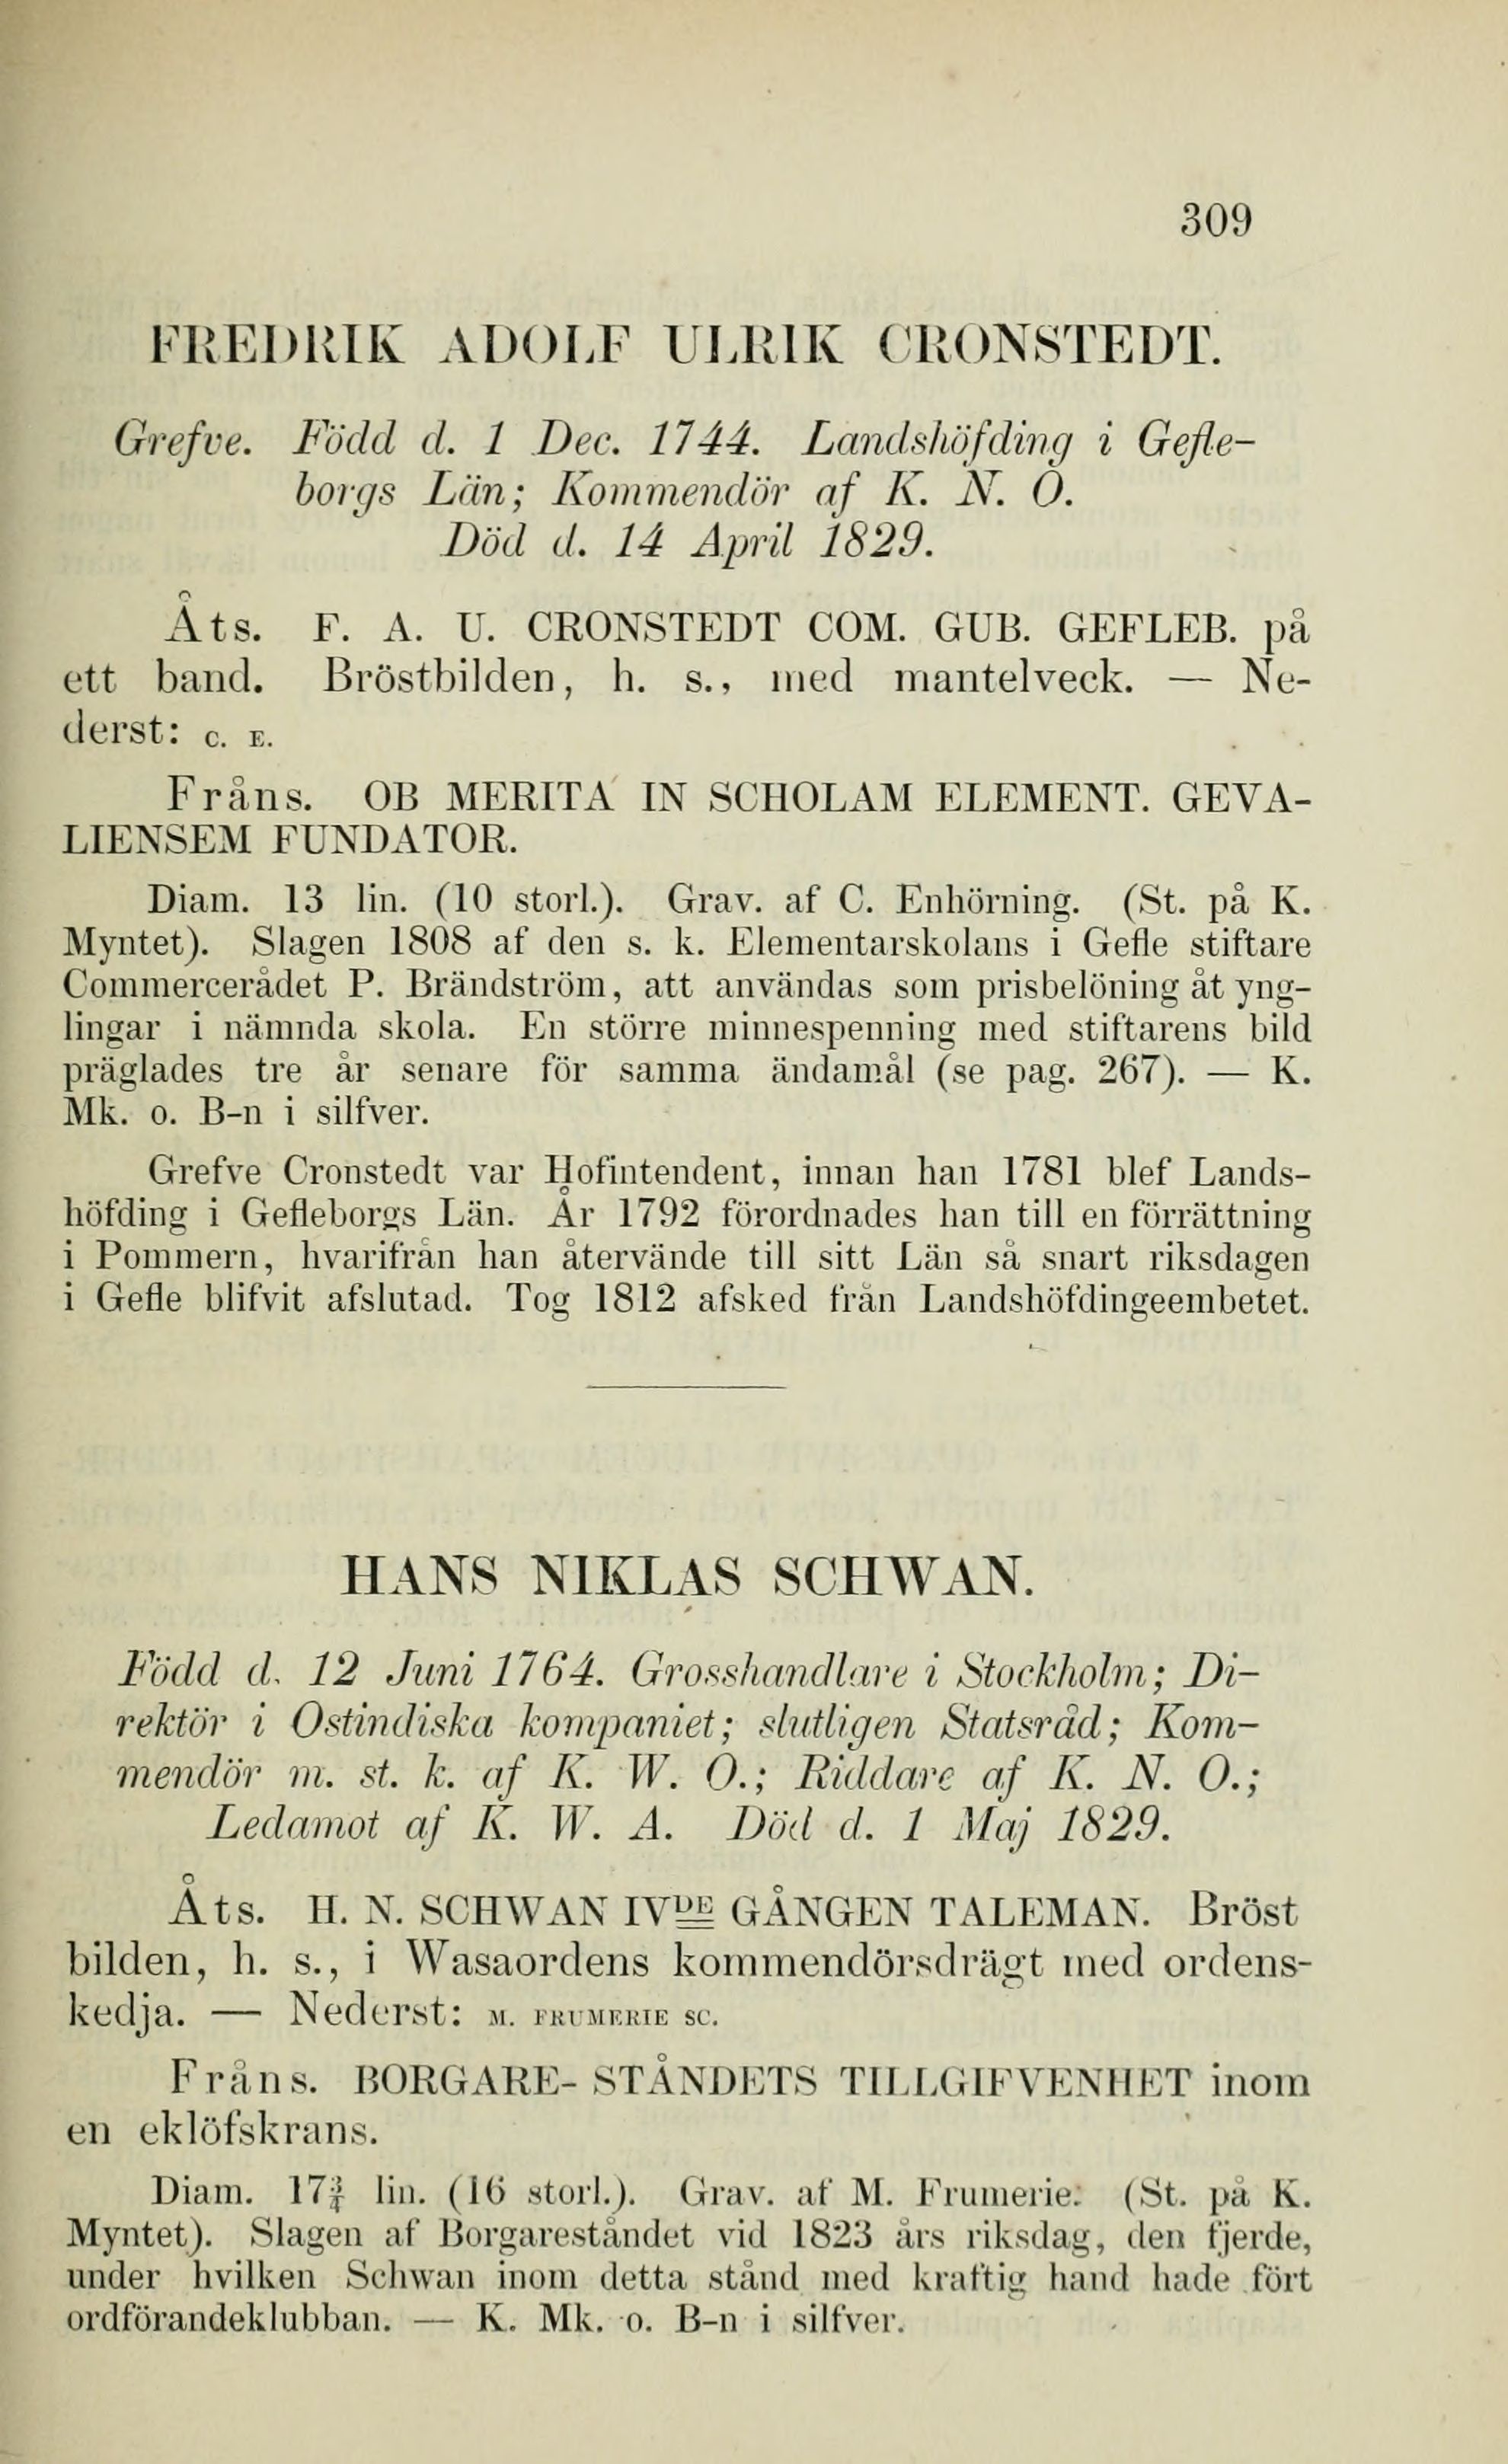 309
FREDRIK ADOLF ULRIK CRONSTEDT.
Grefve. Född d. 1 Dec. 1744. Landshöfding i Gefle-
borgs Län; Kommendör af K. N. O.
Död d. 14 April 1829.
Åts. F. A. U. CRONSTEDT COM. GUB. GEFLEB. på
ett band. Bröstbilden, h. s., med mantelveck. — Ne-
derst: C. E.
Fråns. OB MERITA IN SCHOLAM ELEMENT. GEVA-
LIENSEM FUNDATOR.
Diam. 13 lin. (10 storl.). Grav. af C. Enhörning. (St. på K.
Myntet). Slagen 1808 af den s. k. Elementarskolans i Gefle stiftare
Commercerådet P. Brändström, att användas som prisbelöning åt yng-
lingar i nämnda skola. En större minnespenning med stiftarens bild
präglades tre år senare för samma ändamål (se pag. 267). — K.
Mk. o. B-n i silfver.
Grefve Cronstedt var Hofintendent, innan han 1781 blef Lands-
höfding i Gefleborgs Län. År 1792 förordnades han till en förrättning
i Pommern, hvarifrån han återvände till sitt Län så snart riksdagen
i Gefle blifvit afslutad. Tog 1812 afsked från Landshöfdingeembetet.
HANS NIKLAS SCHWAN.
Född d. 12 Juni 1764. Grosshandlare i Stockholm; Di-
rektör i Ostindiska kompaniet; slutligen Statsråd; Kom-
mendör m. st. k. af K. W. O.; Riddare af K. N. O.;
Ledamot af K. W. A. Död d. 1 Maj 1829.
Åts. H. N. SCHWAN IVDE GÅNGEN TALEMAN. Bröst
bilden, h. s., i Wasaordens kommendörsdrägt med ordens-
kedja. — Nederst: M. FRUMERIE SC.
Fråns. BORGARE- STÅNDETS TILLGIFVENHET inom
en eklöfskrans.
Diam. 17¾ lin. (16 storl.). Grav. af M. Frumerie. (St. på K.
Myntet). Slagen af Borgareståndet vid 1823 års riksdag, den fjerde,
under hvilken Schwan inom detta stånd med kraftig hand hade fört
ordförandeklubban. — K. Mk. o. B-n i silfver.